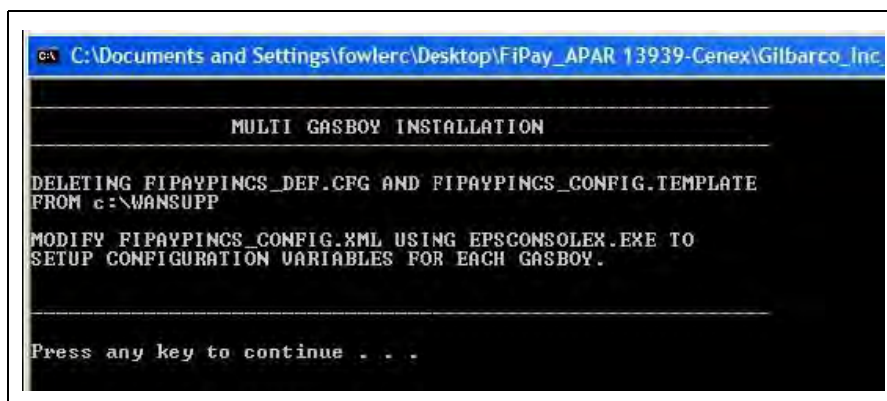 C:\Documents and Settings\fowlerc\Desktop\FiPay_APAR 13939-Cenex\Gilbarco_Inc_
MULTI GASBOY INSTALLATION
DELETING FIPAYPINCS_DEF.CFG AND FIPAYPINCS_CONFIG.TEMPLATE
FROM c:\WANSUPP
MODIFY FIPAYPINCS_CONFIG.XML USING EPSCONSOLEX.EXE TO
SETUP CONFIGURATION VARIABLES FOR EACH GASBOY.
Press any key to continue . . .